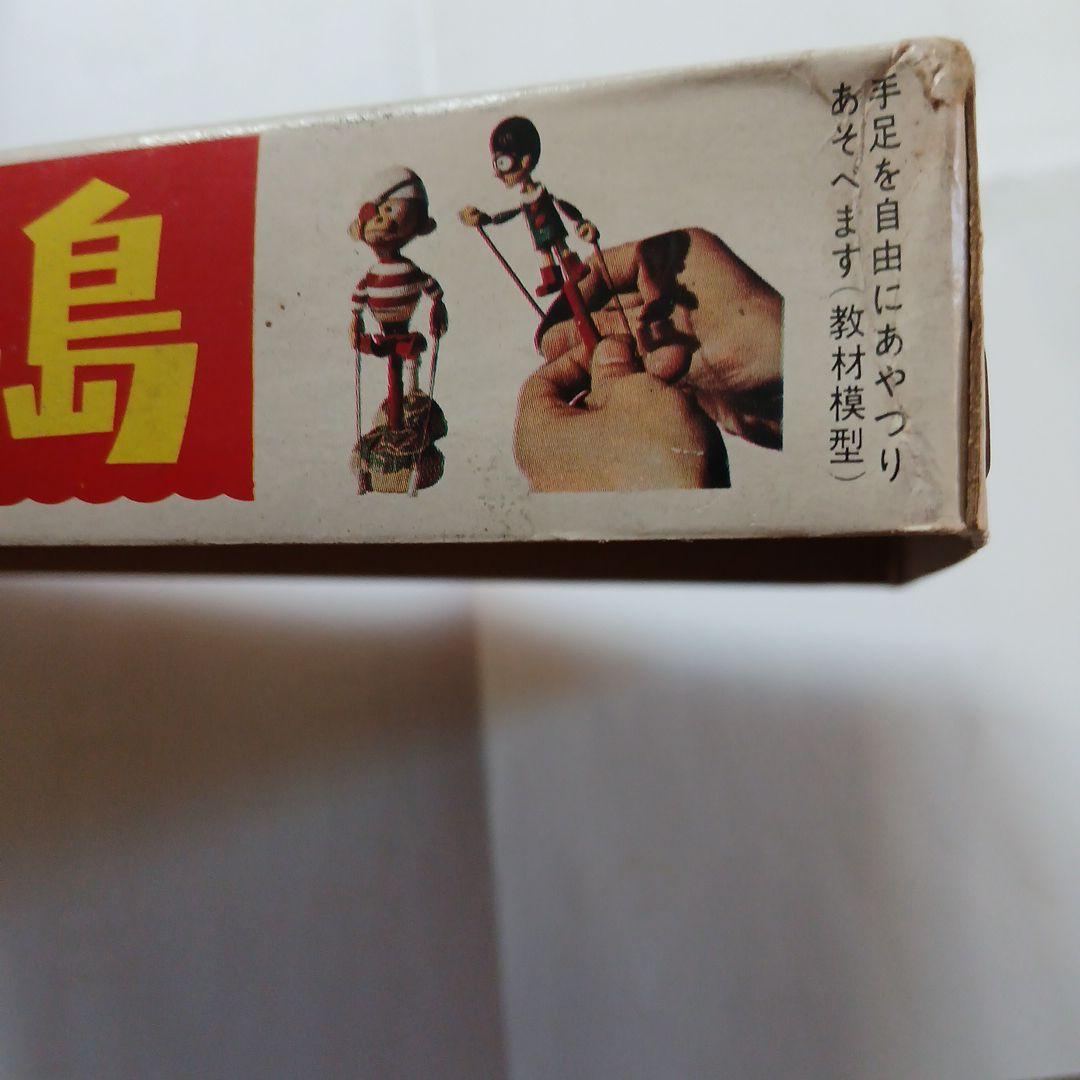 島
手足を自由にあやつり
あそべます(教材模型)